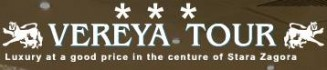 VEREYA TOUR
Luxury at a good price in the centure of Stara Zagora